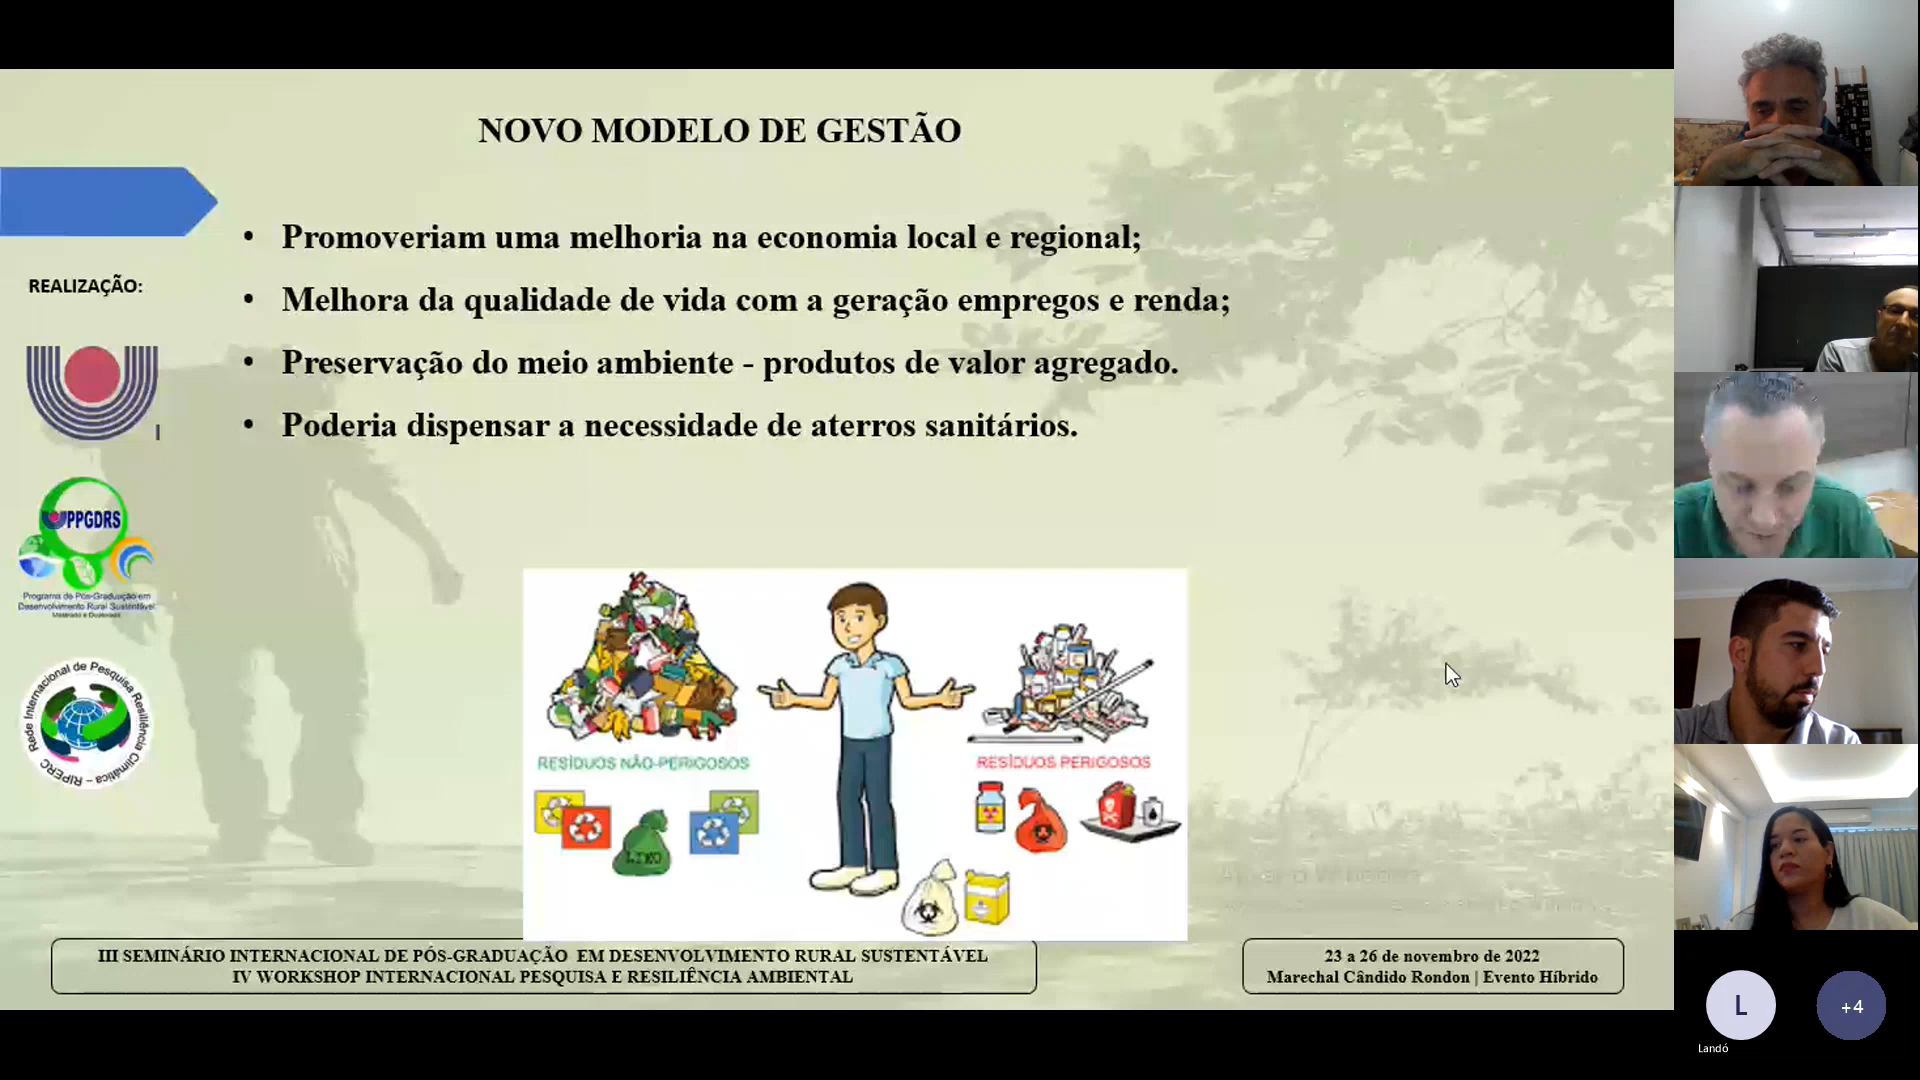 NOVO MODELO DE GESTÃO
• Promoveriam uma melhoria na economia local e regional;
• Melhora da qualidade de vida com a geração empregos e renda;
• Preservação do meio ambiente - produtos de valor agregado.
• Poderia dispensar a necessidade de aterros sanitários.
REALIZAÇÃO:
PPGDRS
Programa de Pós-Graduação em
Desenvolvimento Rural Sustentável
Mestrado e Doutorado
Rede Internacional de Pesquisa Resiliência Climática – RIPERC
RESÍDUOS NÃO-PERIGOSOS
RESÍDUOS PERIGOSOS
LIXO
III SEMINÁRIO INTERNACIONAL DE PÓS-GRADUAÇÃO EM DESENVOLVIMENTO RURAL SUSTENTÁVEL
IV WORKSHOP INTERNACIONAL PESQUISA E RESILIÊNCIA AMBIENTAL
23 a 26 de novembro de 2022
Marechal Cândido Rondon | Evento Híbrido
L
+4
Landó